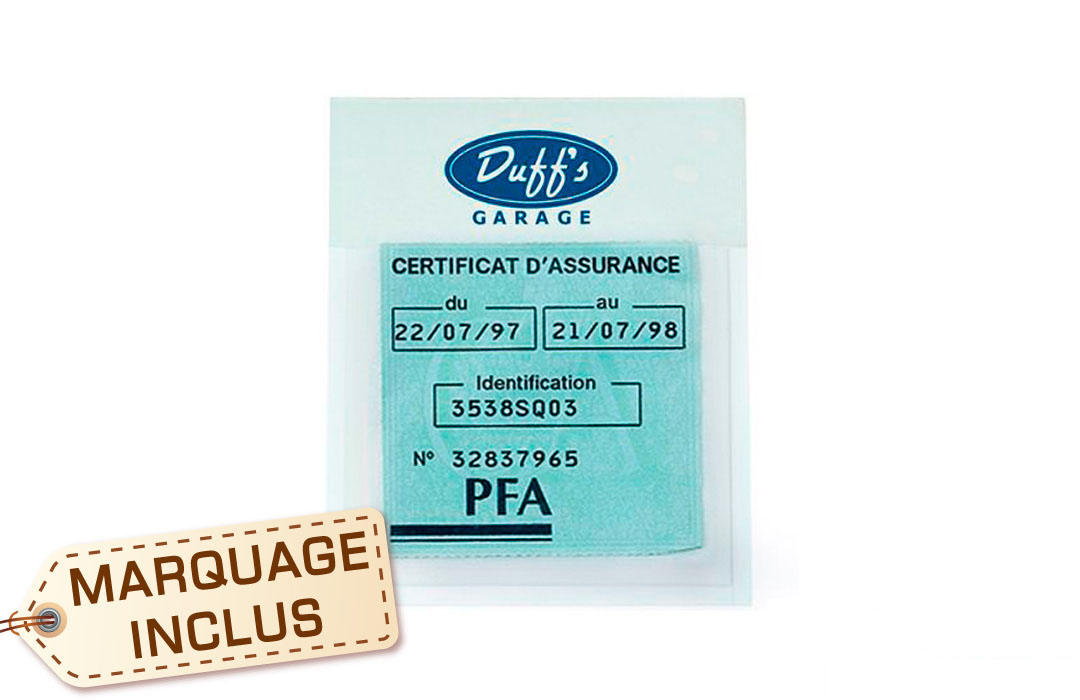 Duff's
GARAGE
CERTIFICAT D'ASSURANCE
du
au
22/07/97
21/07/98
Identification
3538SQ03
N° 32837965
PFA
MARQUAGE
INCLUS